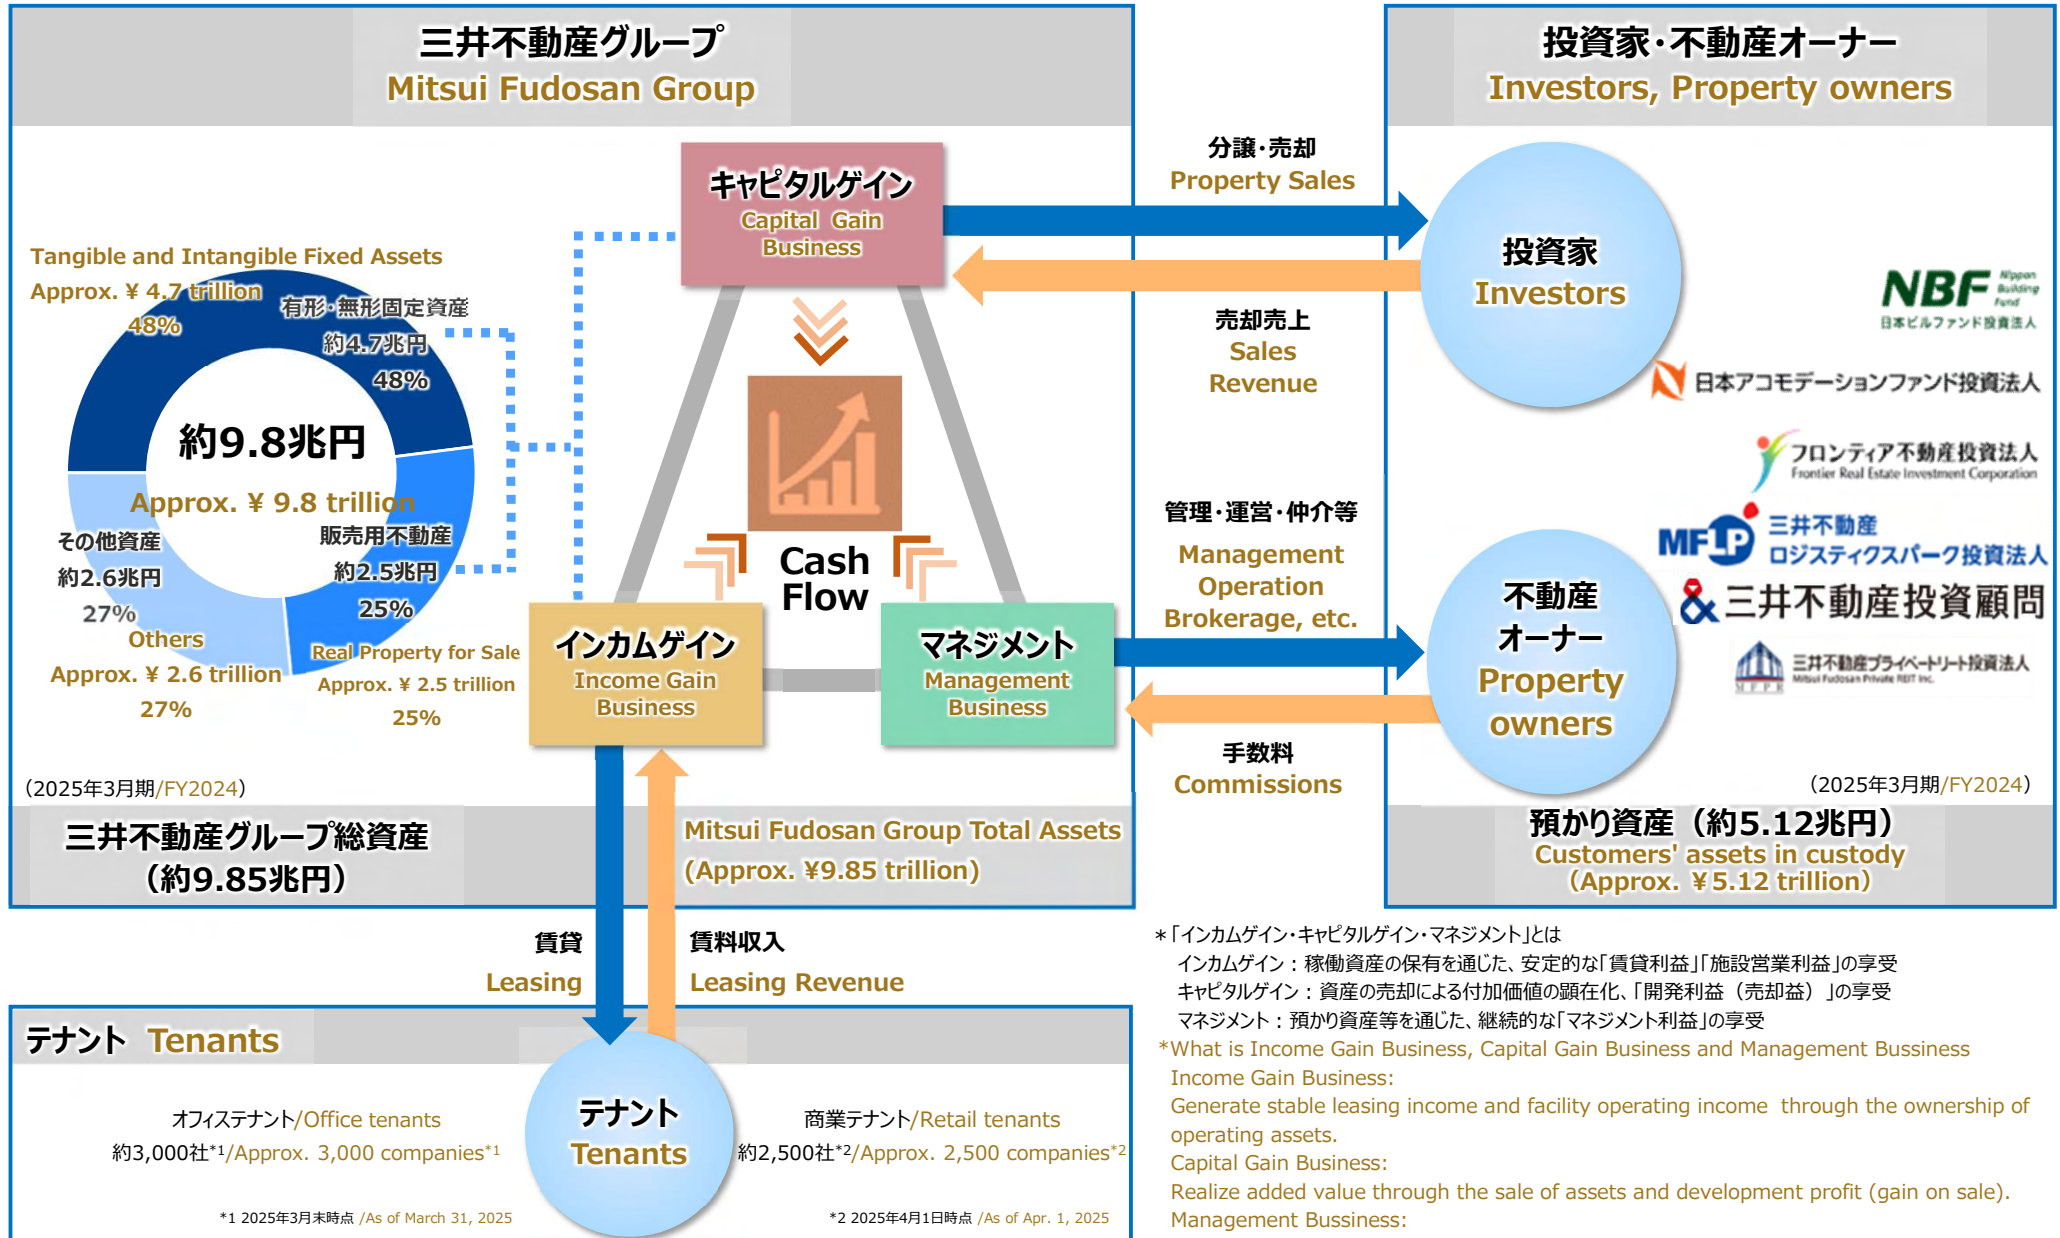 三井不動産グループ
Mitsui Fudosan Group
キャピタルゲイン
Capital Gain
Business
Tangible and Intangible Fixed Assets
Approx. ¥ 4.7 trillion
48%
有形・無形固定資産
約4.7兆円
48%
約9.8兆円
Approx. ¥ 9.8 trillion
その他資産
約2.6兆円
27%
Others
Approx. ¥ 2.6 trillion
27%
販売用不動産
約2.5兆円
25%
Real Property for Sale
Approx. ¥ 2.5 trillion
25%
Cash
Flow
インカムゲイン
Income Gain
Business
マネジメント
Management
Business
（2025年3月期/FY2024）
三井不動産グループ総資産
（約9.85兆円）
Mitsui Fudosan Group Total Assets
(Approx. ¥9.85 trillion)
分譲・売却
Property Sales
売却売上
Sales
Revenue
管理・運営・仲介等
Management
Operation
Brokerage, etc.
手数料
Commissions
投資家・不動産オーナー
Investors, Property owners
投資家
Investors
NBF Nippon
Building
Fund
日本ビルファンド投資法人
日本アコモデーションファンド投資法人
フロンティア不動産投資法人
Frontier Real Estate Investment Corporation
MFLP 三井不動産
ロジスティクスパーク投資法人
&三井不動産投資顧問
三井不動産プライベートリート投資法人
Mitsui Fudosan Private REIT Inc.
MFPR
不動産
オーナー
Property
owners
（2025年3月期/FY2024）
預かり資産（約5.12兆円）
Customers' assets in custody
（Approx. ¥5.12 trillion）
賃貸
Leasing
賃料収入
Leasing Revenue
テナント Tenants
オフィステナント/Office tenants
約3,000社*1/Approx. 3,000 companies*1
*1 2025年3月末時点 /As of March 31, 2025
テナント
Tenants
商業テナント/Retail tenants
約2,500社*2/Approx. 2,500 companies*2
*2 2025年4月1日時点 /As of Apr. 1, 2025
＊「インカムゲイン・キャピタルゲイン・マネジメント」とは
インカムゲイン：稼働資産の保有を通じた、安定的な「賃貸利益」「施設営業利益」の享受
キャピタルゲイン：資産の売却による付加価値の顕在化、「開発利益（売却益）」の享受
マネジメント：預かり資産等を通じた、継続的な「マネジメント利益」の享受
*What is Income Gain Business, Capital Gain Business and Management Bussiness
Income Gain Business:
Generate stable leasing income and facility operating income through the ownership of
operating assets.
Capital Gain Business:
Realize added value through the sale of assets and development profit (gain on sale).
Management Bussiness: